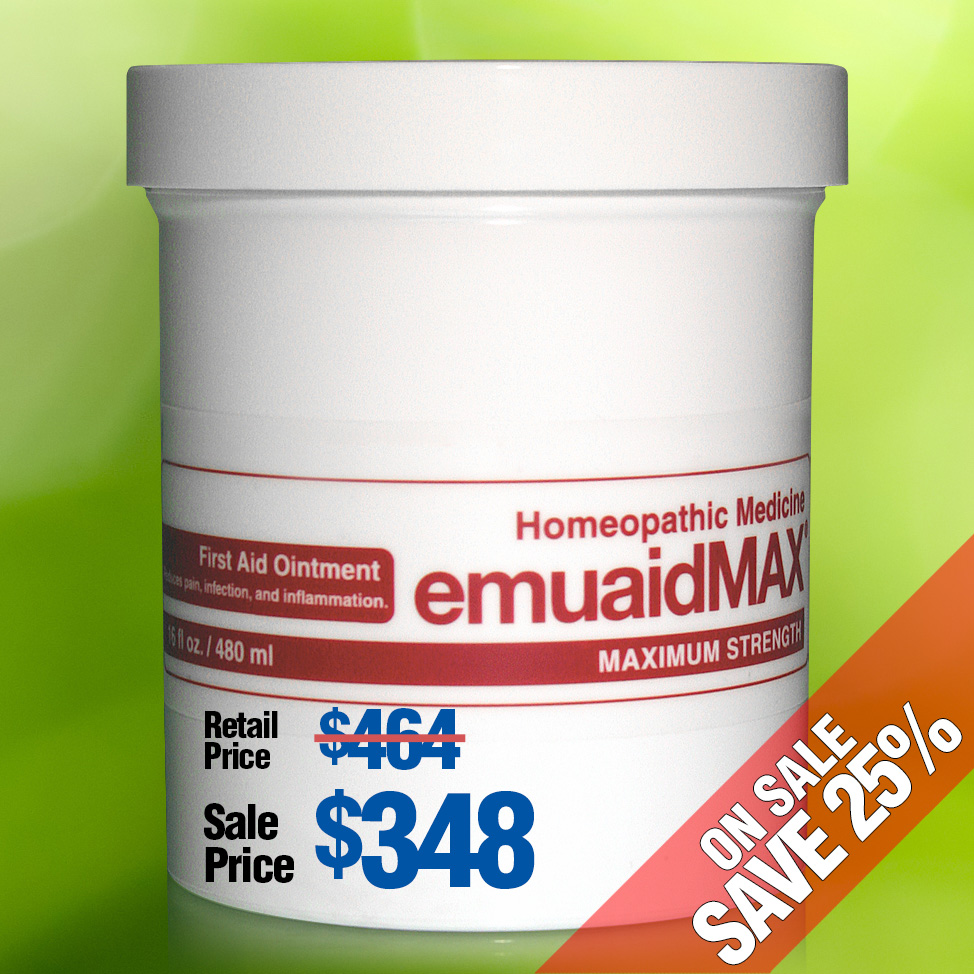 Homeopathic Medicine
emuaidMAX®
First Aid Ointment
pain, infection, and inflammation.
16 fl oz. / 480 ml
MAXIMUM STRENGTH
Retail
Price
$464
Sale
Price
$348
ON SALE
SAVE 25%